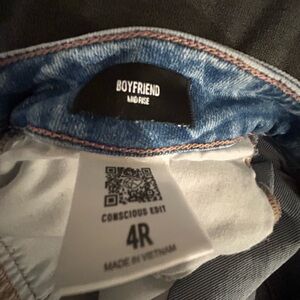 BOYFRIEND
MID RISE
CONSCIOUS EDIT
4R
MADE IN VIETNAM